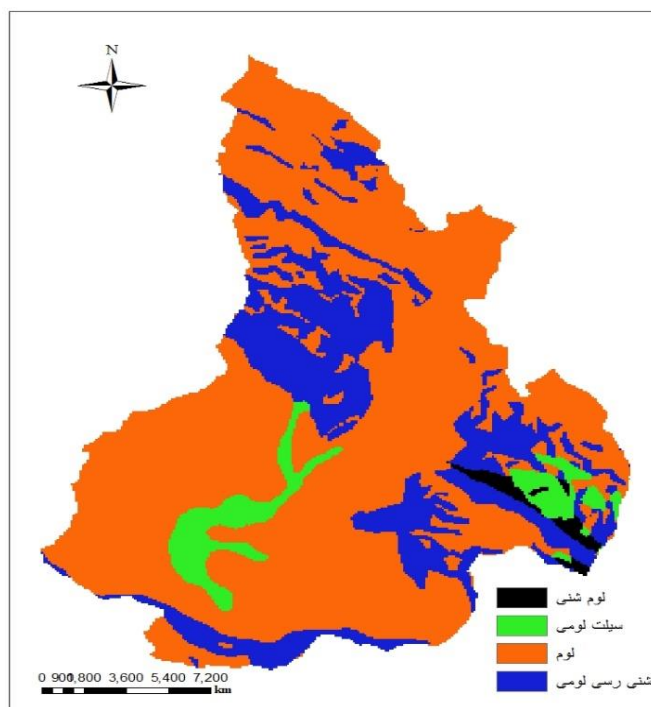 N
لوم شنی
سیلت لومی
لوم
شنی رسی لومی
0 900 1,800 3,600 5,400 7,200
km